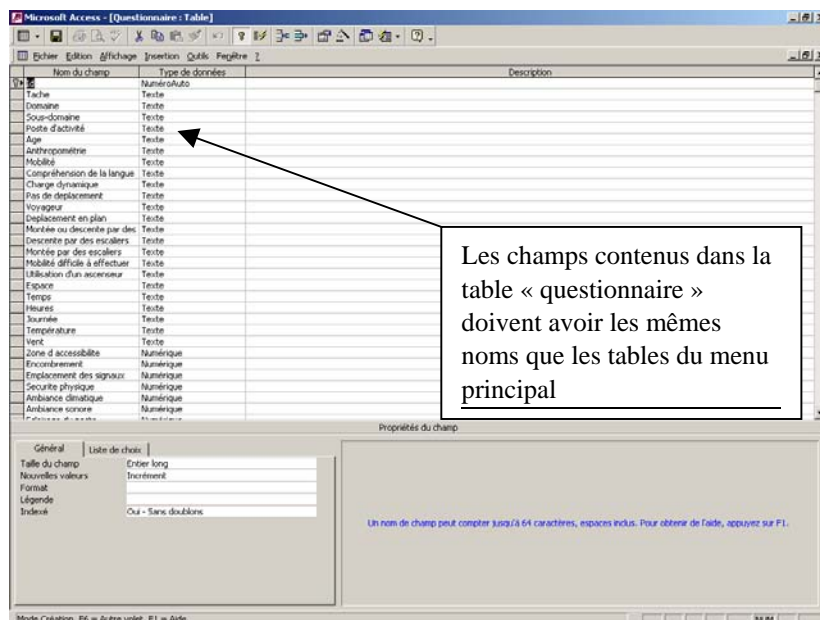 Microsoft Access - [Questionnaire : Table]
Fichier Edition Affichage Insertion Outils Fenêtre ?
Nom du champ Type de données Description
Id NuméroAuto
Tache Texte
Domaine Texte
Sous-domaine Texte
Poste d'activité Texte
Age Texte
Anthropométrie Texte
Mobilité Texte
Compréhension de la langue Texte
Charge dynamique Texte
Pas de deplacement Texte
Voyageur Texte
Deplacement en plan Texte
Montée ou descente par des Texte
Descente par des escaliers Texte
Montée par des escaliers Texte
Mobilité difficile à effectuer Texte
Utilisation d'un ascenseur Texte
Espace Texte
Temps Texte
Heures Texte
Journée Texte
Température Texte
Vent Texte
Zone d accessibilite Numérique
Encombrement Numérique
Emplacement des signaux Numérique
Securite physique Numérique
Ambiance climatique Numérique
Ambiance sonore Numérique
Les champs contenus dans la
table « questionnaire »
doivent avoir les mêmes
noms que les tables du menu
principal
Propriétés du champ
Général Liste de choix
Taille du champ Entier long
Nouvelles valeurs Incrément
Format
Légende
Indexé Oui - Sans doublons
Un nom de champ peut compter jusqu'à 64 caractères, espaces inclus. Pour obtenir de l'aide, appuyez sur F1.
Mode Création. F6 = Autre volet. F1 = Aide. NUM